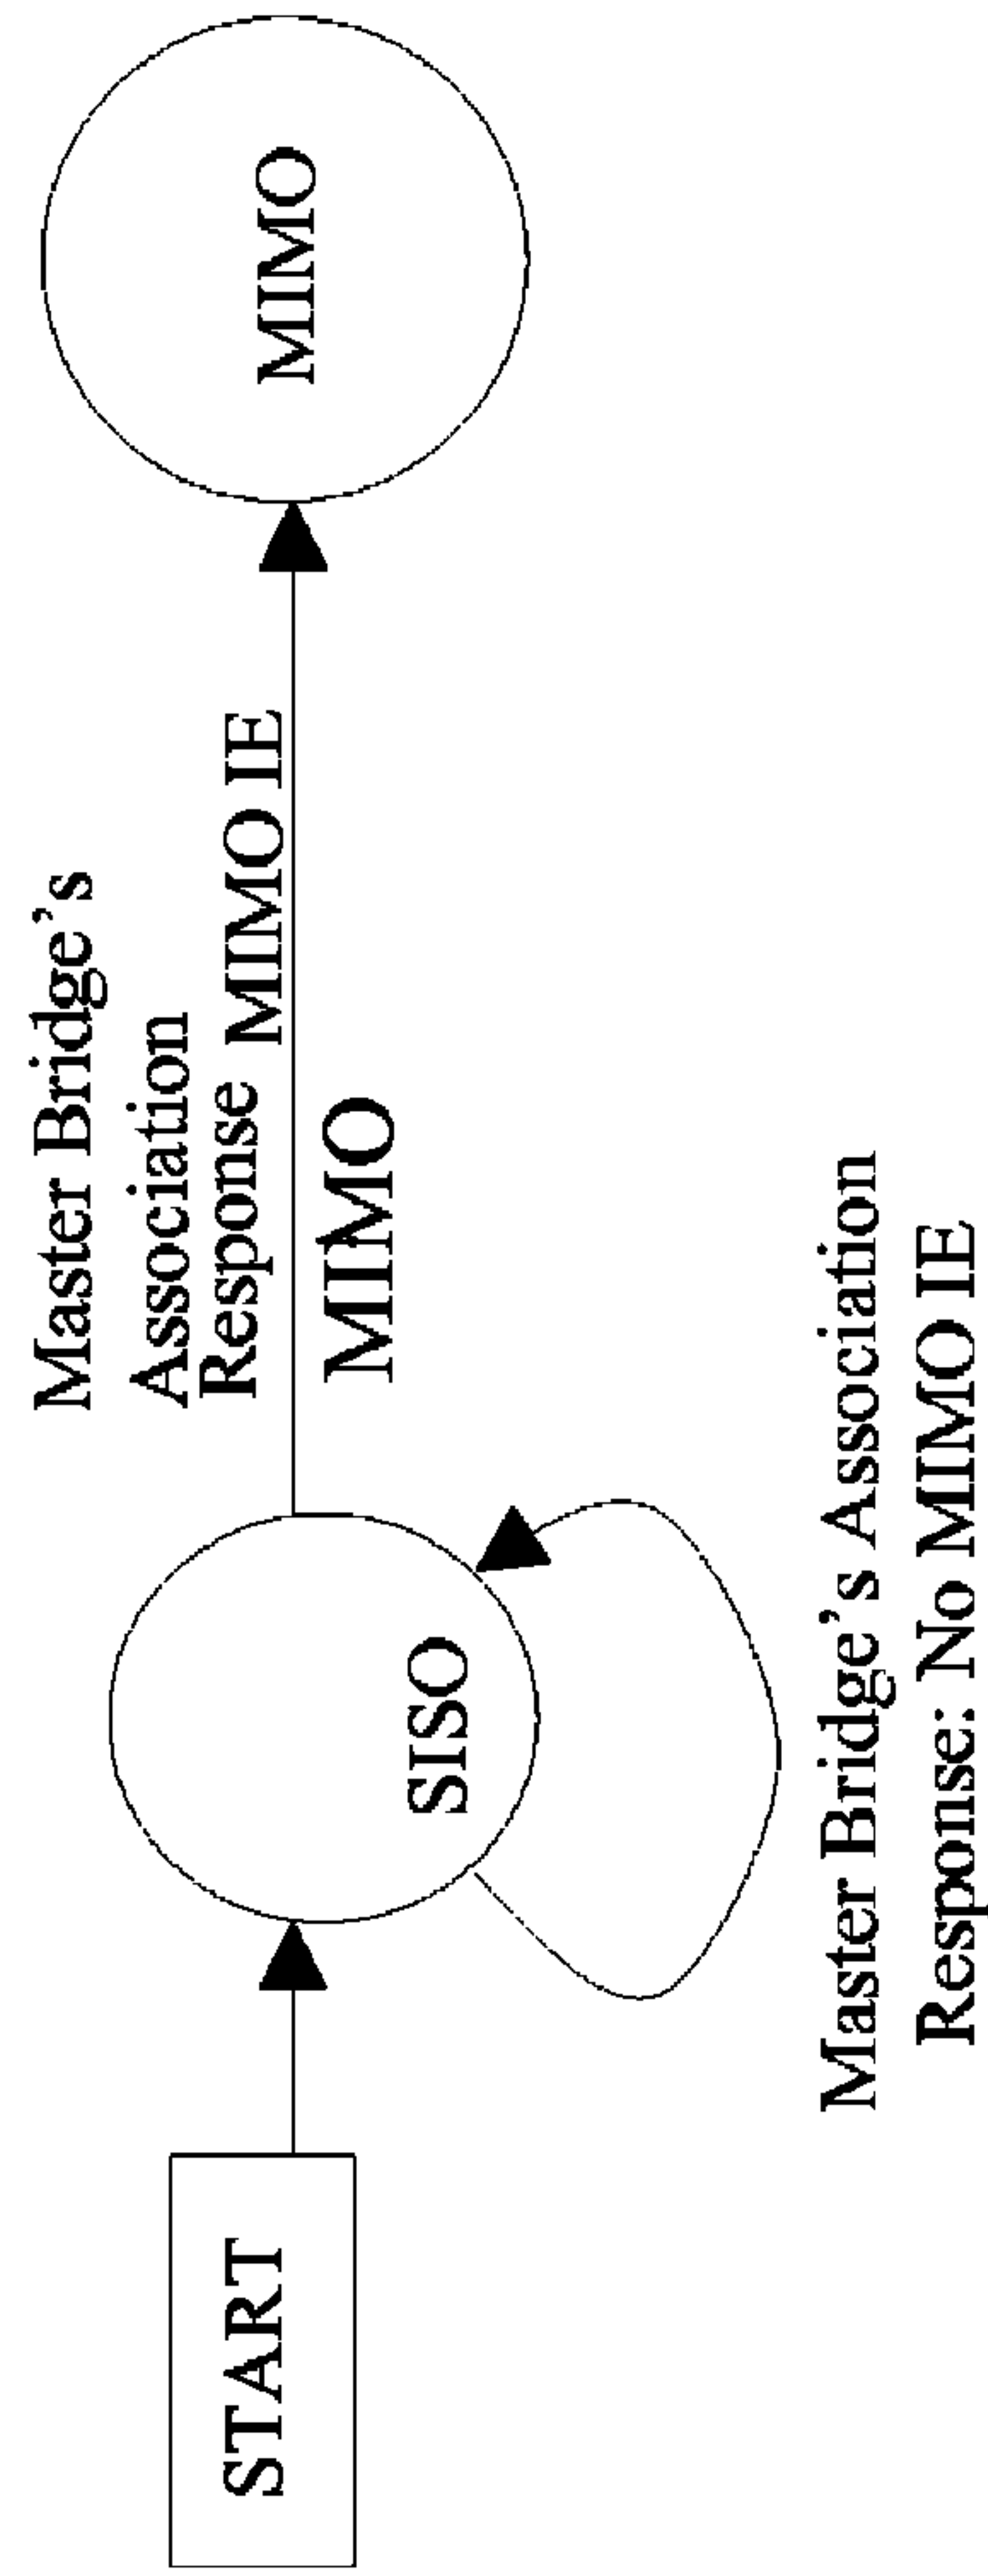 START
SISO
Master Bridge's
Association
Response MIMO IE
MIMO
MIMO
Master Bridge's Association
Response: No MIMO IE